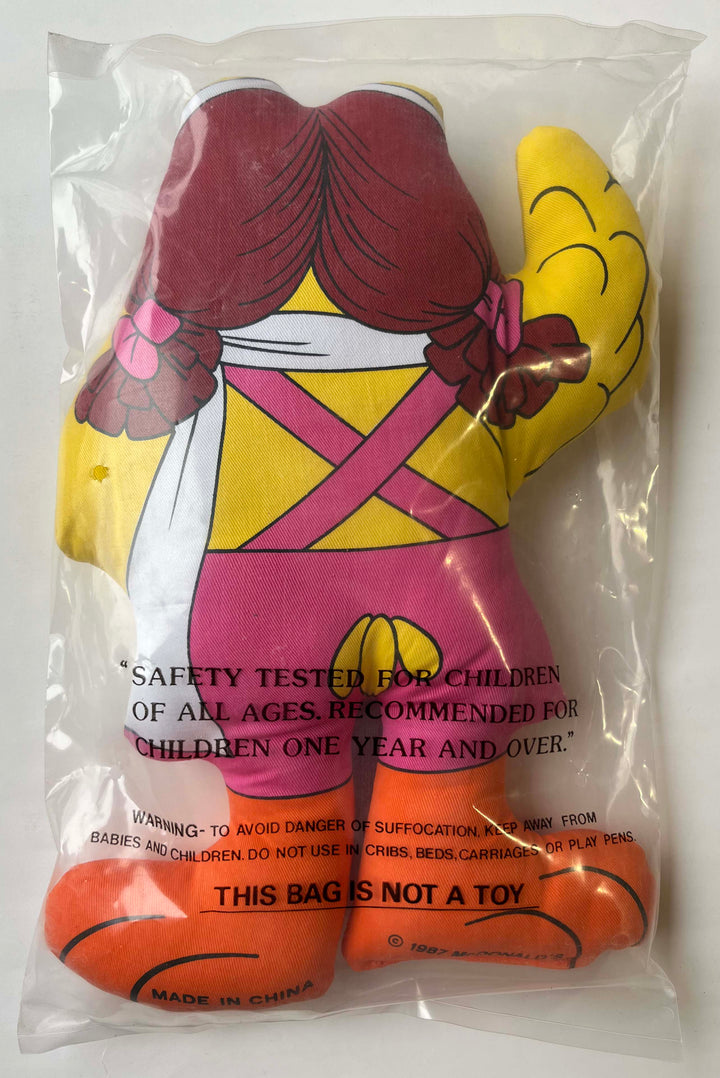 “SAFETY TESTED FOR CHILDREN
OF ALL AGES. RECOMMENDED FOR
CHILDREN ONE YEAR AND OVER.”
WARNING- TO AVOID DANGER OF SUFFOCATION, KEEP AWAY FROM
BABIES AND CHILDREN. DO NOT USE IN CRIBS, BEDS, CARRIAGES OR PLAY PENS.
THIS BAG IS NOT A TOY
© 1987 McDONALD'S
MADE IN CHINA